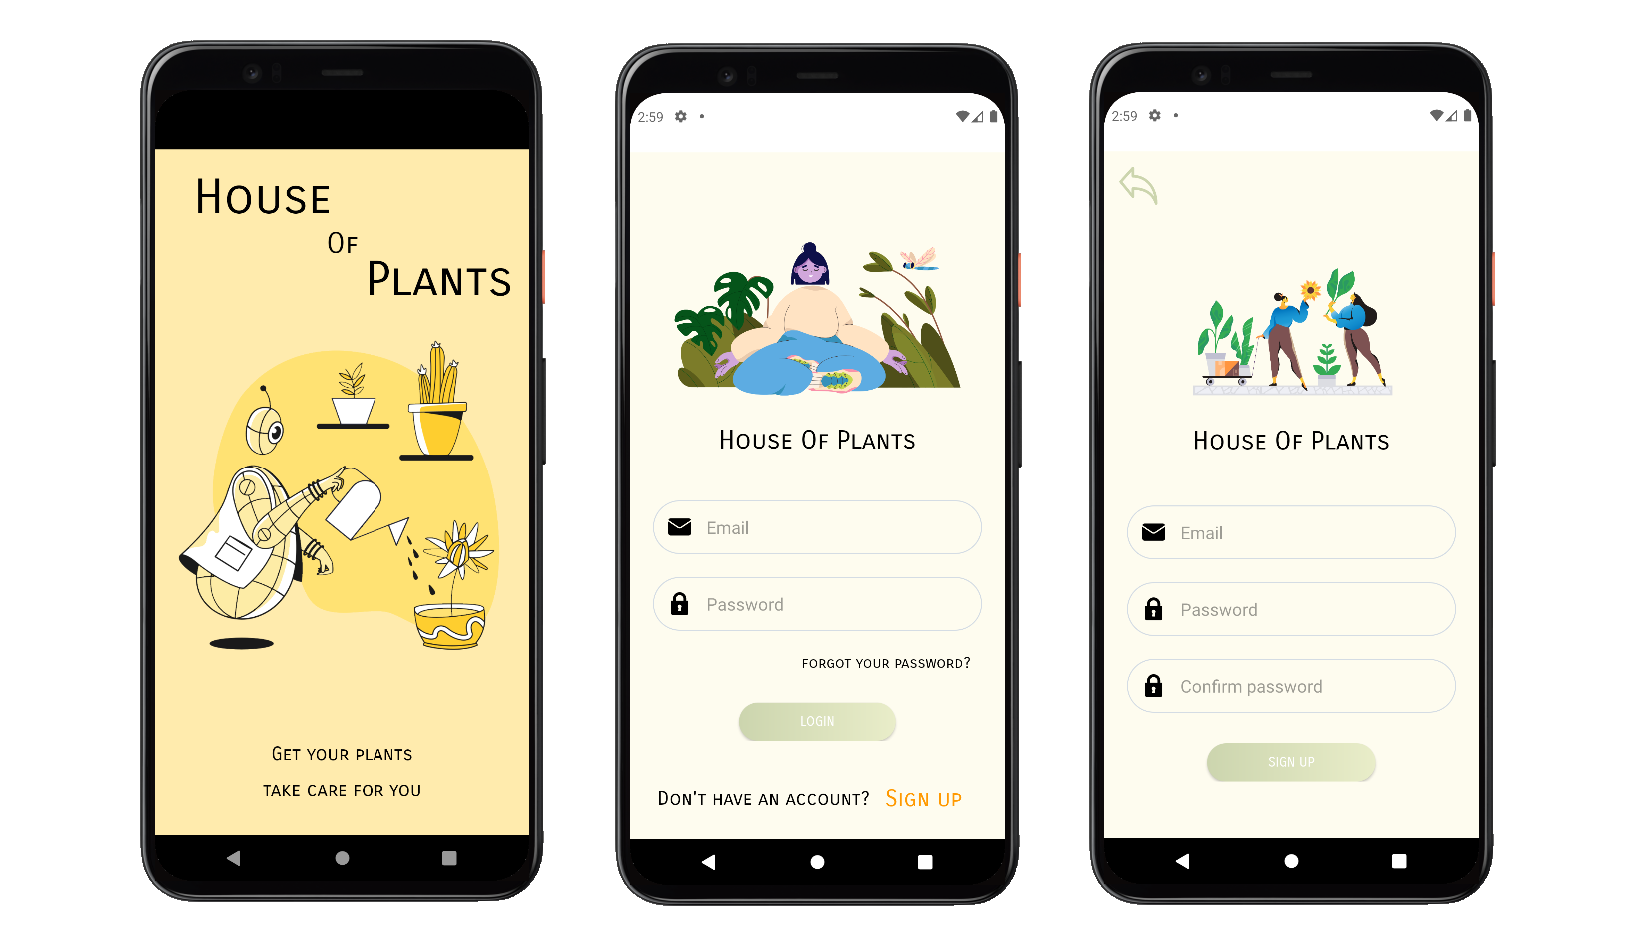 House
Of
Plants
Get your plants
take care for you
2:59
House Of Plants
Email
Password
forgot your password?
LOGIN
Don't have an account? Sign up
2:59
House Of Plants
Email
Password
Confirm password
SIGN UP